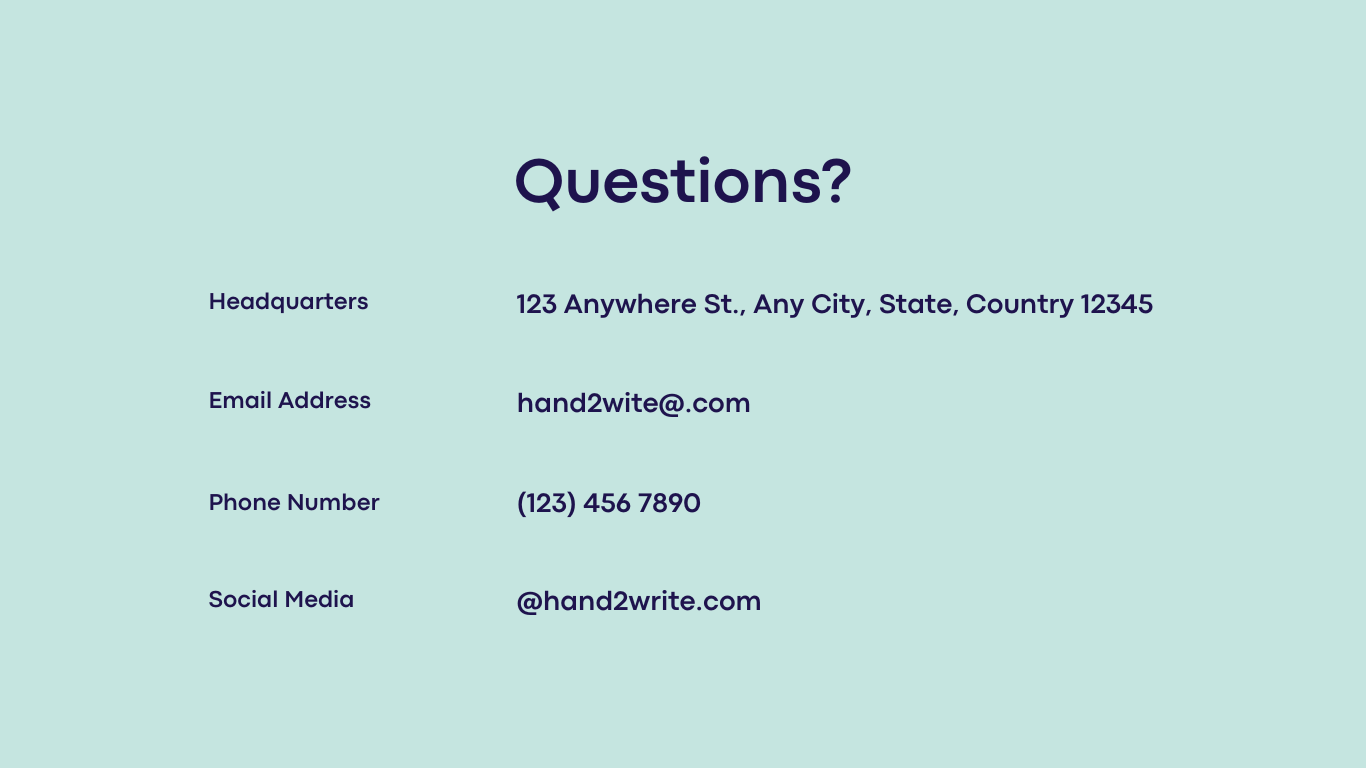 Questions?
Headquarters 123 Anywhere St., Any City, State, Country 12345
Email Address hand2wite@.com
Phone Number (123) 456 7890
Social Media @hand2write.com